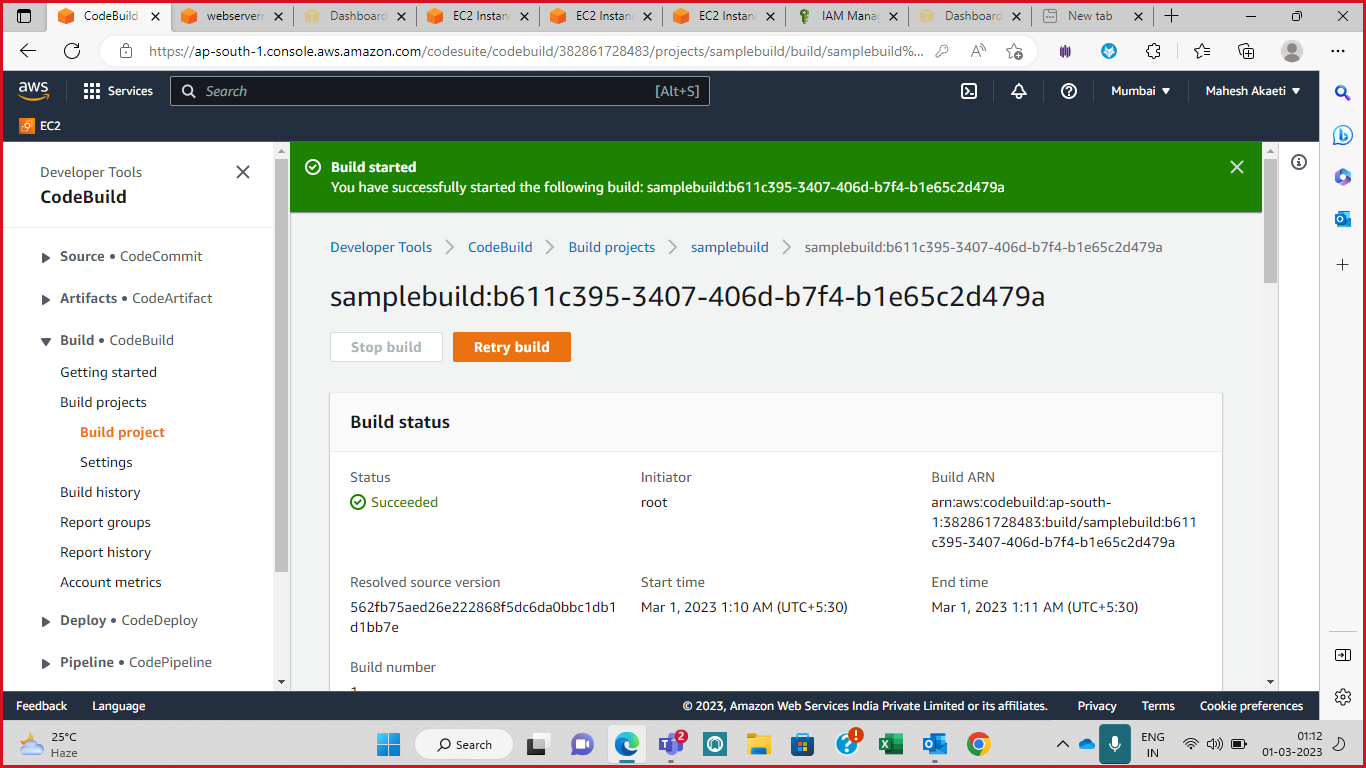 CodeBuild
webserverr
Dashboard
EC2 Instanc
EC2 Instanc
EC2 Instanc
IAM Manag
Dashboard
New tab
https://ap-south-1.console.aws.amazon.com/codesuite/codebuild/382861728483/projects/samplebuild/build/samplebuild%...
aws
Services
Search
[Alt+S]
Mumbai
Mahesh Akaeti
EC2
Developer Tools
CodeBuild
Source • CodeCommit
Artifacts • CodeArtifact
Build • CodeBuild
Getting started
Build projects
Build project
Settings
Build history
Report groups
Report history
Account metrics
Deploy • CodeDeploy
Pipeline • CodePipeline
Build started
You have successfully started the following build: samplebuild:b611c395-3407-406d-b7f4-b1e65c2d479a
Developer Tools
CodeBuild
Build projects
samplebuild
samplebuild:b611c395-3407-406d-b7f4-b1e65c2d479a
samplebuild:b611c395-3407-406d-b7f4-b1e65c2d479a
Stop build
Retry build
Build status
Status
Succeeded
Initiator
root
Build ARN
arn:aws:codebuild:ap-south-
1:382861728483:build/samplebuild:b611
c395-3407-406d-b7f4-b1e65c2d479a
Resolved source version
562fb75aed26e222868f5dc6da0bbc1db1
d1bb7e
Start time
Mar 1, 2023 1:10 AM (UTC+5:30)
End time
Mar 1, 2023 1:11 AM (UTC+5:30)
Build number
Feedback
Language
© 2023, Amazon Web Services India Private Limited or its affiliates.
Privacy
Terms
Cookie preferences
25°C
Haze
Search
2
ENG
IN
01:12
01-03-2023